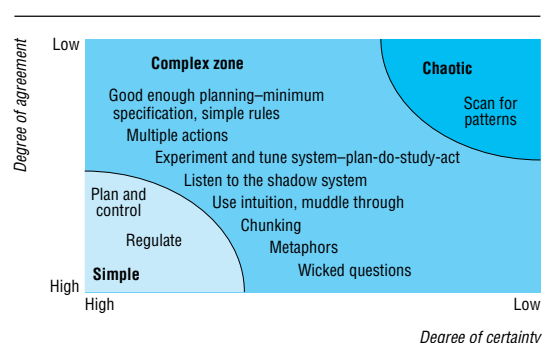 Degree of agreement
Low
Complex zone
Good enough planning–minimum
specification, simple rules
Multiple actions
Experiment and tune system–plan-do-study-act
Listen to the shadow system
Use intuition, muddle through
Chunking
Metaphors
Wicked questions
Chaotic
Scan for
patterns
Plan and
control
Regulate
Simple
High
High
Low
Degree of certainty